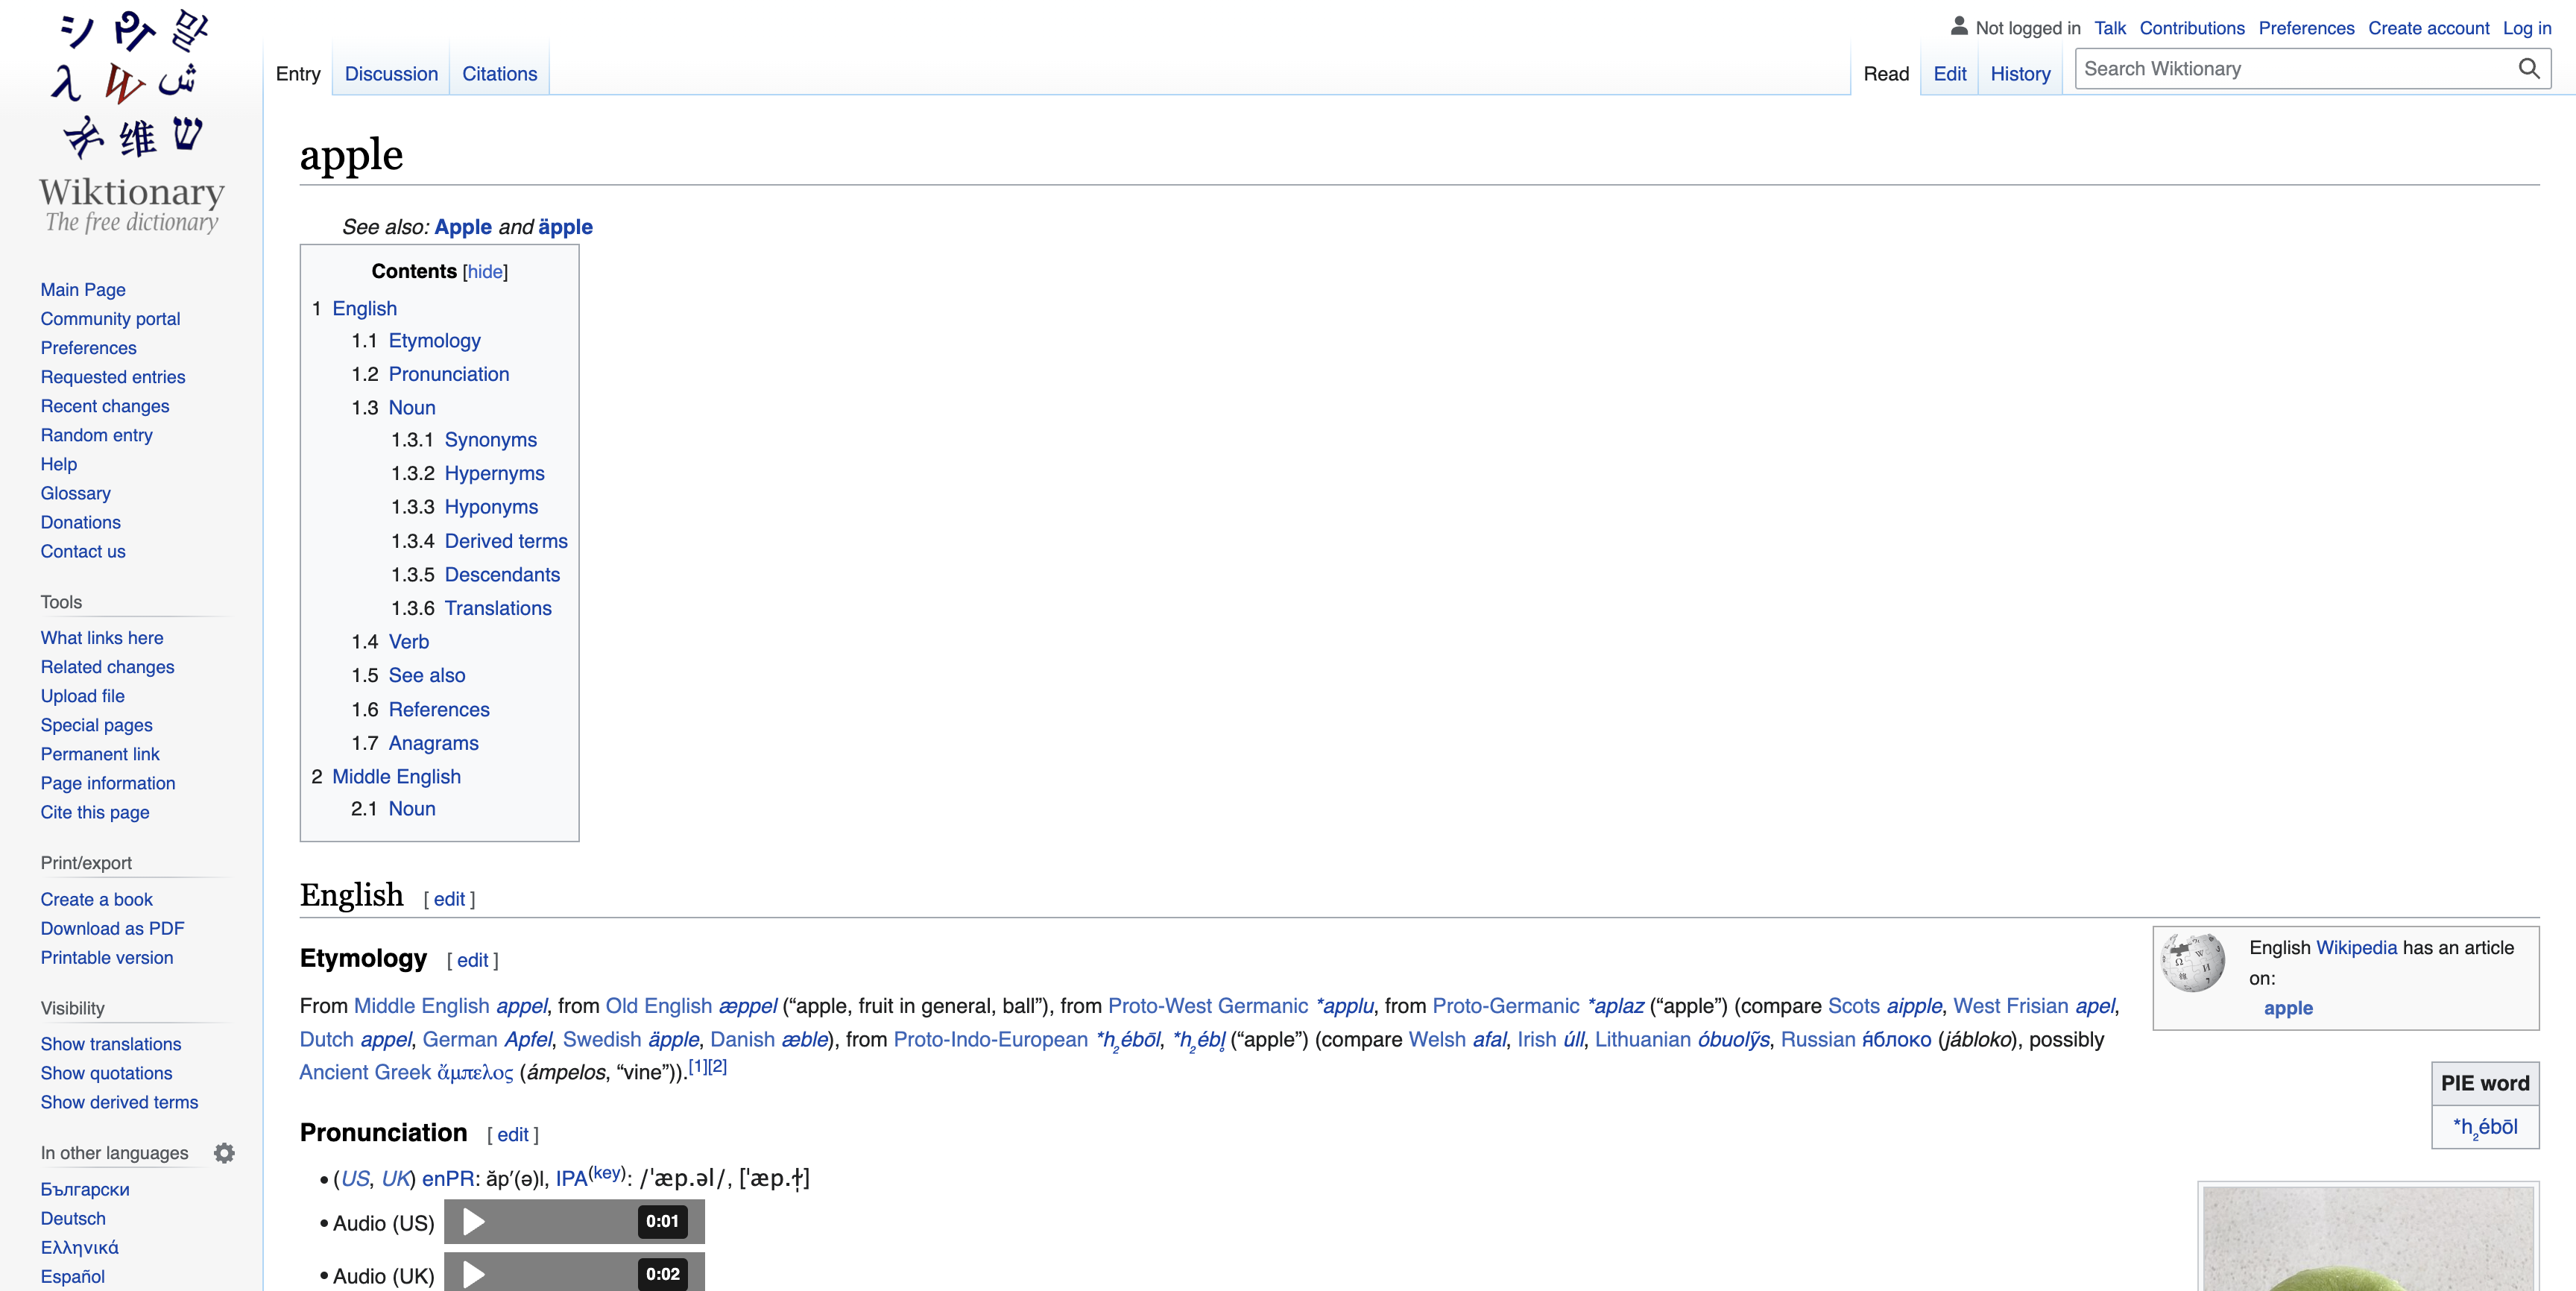 シ
Պ
말
λ
W
ش
维
ש
Wiktionary
The free dictionary
Main Page
Community portal
Preferences
Requested entries
Recent changes
Random entry
Help
Glossary
Donations
Contact us
Tools
What links here
Related changes
Upload file
Special pages
Permanent link
Page information
Cite this page
Print/export
Create a book
Download as PDF
Printable version
Visibility
Show translations
Show quotations
Show derived terms
In other languages
Български
Deutsch
Ελληνικά
Español
Not logged in Talk Contributions Preferences Create account Log in
Entry Discussion Citations Read Edit History Search Wiktionary
apple
See also: Apple and äpple
Contents [hide]
1 English
1.1 Etymology
1.2 Pronunciation
1.3 Noun
1.3.1 Synonyms
1.3.2 Hypernyms
1.3.3 Hyponyms
1.3.4 Derived terms
1.3.5 Descendants
1.3.6 Translations
1.4 Verb
1.5 See also
1.6 References
1.7 Anagrams
2 Middle English
2.1 Noun
English [ edit ]
Etymology [ edit ]
From Middle English appel, from Old English æppel (“apple, fruit in general, ball”), from Proto-West Germanic *applu, from Proto-Germanic *aplaz (“apple”) (compare Scots aipple, West Frisian apel,
Dutch appel, German Apfel, Swedish äpple, Danish æble), from Proto-Indo-European *h₂ébōl, *h₂ébl̥ (“apple”) (compare Welsh afal, Irish úll, Lithuanian óbuolỹs, Russian я́блоко (jábloko), possibly
Ancient Greek ἄμπελος (ámpelos, “vine”)).[1][2]
English Wikipedia has an article
on:
apple
PIE word
*h₂ébōl
Pronunciation [ edit ]
• (US, UK) enPR: ăp′(ə)l, IPA(key): /ˈæp.əl/, [ˈæp.ɫ̩]
• Audio (US) 0:01
• Audio (UK) 0:02